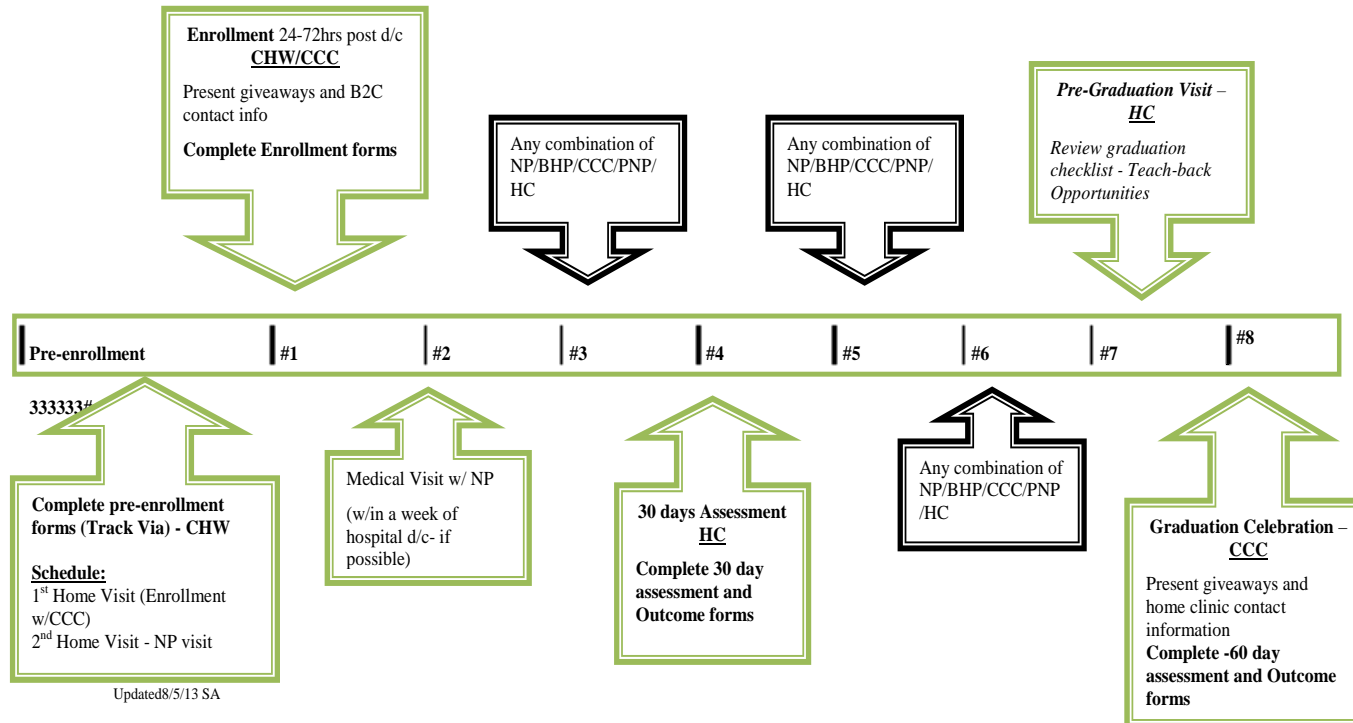 Enrollment 24-72hrs post d/c
CHW/CCC
Present giveaways and B2C
contact info
Complete Enrollment forms
Any combination of
NP/BHP/CCC/PNP/
HC
Any combination of
NP/BHP/CCC/PNP/
HC
Pre-Graduation Visit –
HC
Review graduation
checklist - Teach-back
Opportunities
Pre-enrollment
#1
#2
#3
#4
#5
#6
#7
#8
333333#
Complete pre-enrollment
forms (Track Via) - CHW
Schedule:
1st Home Visit (Enrollment
w/CCC)
2nd Home Visit - NP visit
Medical Visit w/ NP
(w/in a week of
hospital d/c- if
possible)
30 days Assessment
HC
Complete 30 day
assessment and
Outcome forms
Any combination of
NP/BHP/CCC/PNP
/HC
Graduation Celebration –
CCC
Present giveaways and
home clinic contact
information
Complete -60 day
assessment and Outcome
forms
Updated8/5/13 SA